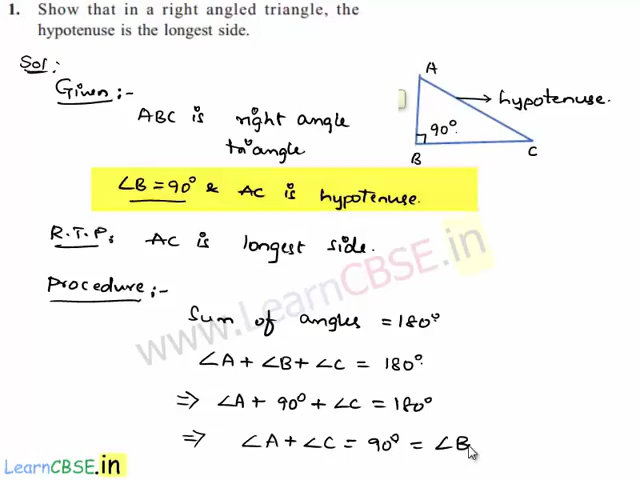 1. Show that in a right angled triangle, the
hypotenuse is the longest side.
Sol:
Given:-
ABC is right angle
triangle
∠B = 90° & AC is hypotenuse.
A
hypotenuse.
90°
B
C
R.T.P: AC is longest side.
Procedure:-
Sum of angles = 180°
∠A + ∠B + ∠C = 180°
⇒ ∠A + 90° + ∠C = 180°
⇒ ∠A + ∠C = 90° = ∠B
www.LearnCBSE.in
LearnCBSE.in